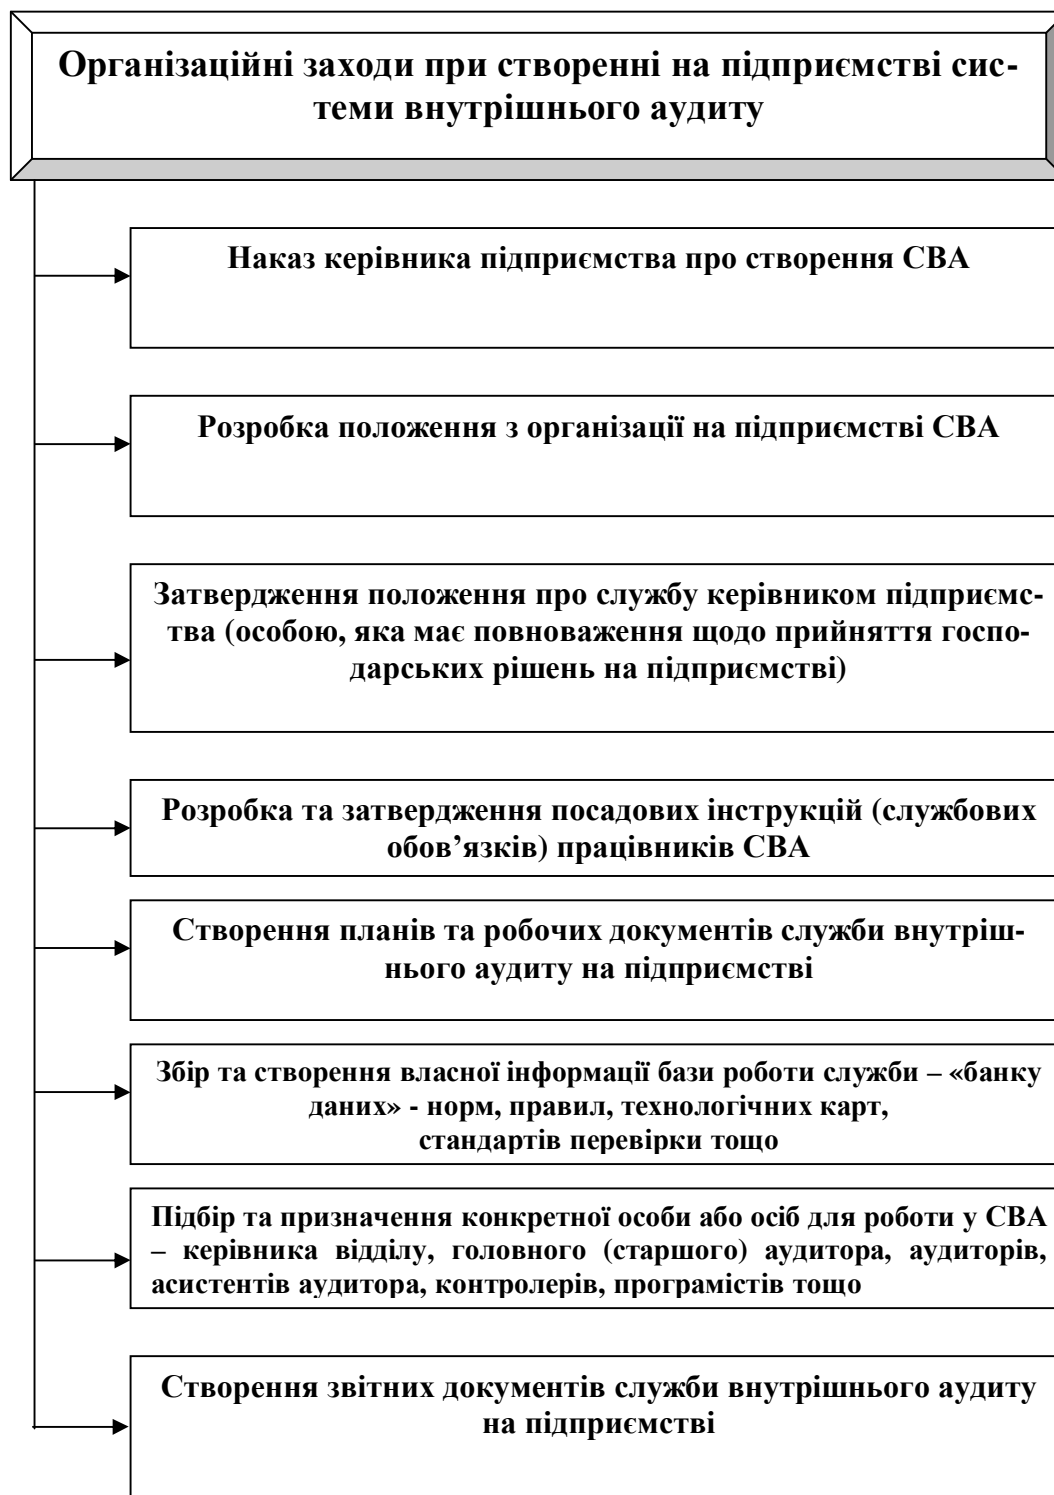 Організаційні заходи при створенні на підприємстві сис-
теми внутрішнього аудиту
Наказ керівника підприємства про створення СВА
Розробка положення з організації на підприємстві СВА
Затвердження положення про службу керівником підприємс-
тва (особою, яка має повноваження щодо прийняття госпо-
дарських рішень на підприємстві)
Розробка та затвердження посадових інструкцій (службових
обов’язків) працівників СВА
Створення планів та робочих документів служби внутріш-
нього аудиту на підприємстві
Збір та створення власної інформації бази роботи служби – «банку
даних» - норм, правил, технологічних карт,
стандартів перевірки тощо
Підбір та призначення конкретної особи або осіб для роботи у СВА
– керівника відділу, головного (старшого) аудитора, аудиторів,
асистентів аудитора, контролерів, програмістів тощо
Створення звітних документів служби внутрішнього аудиту
на підприємстві